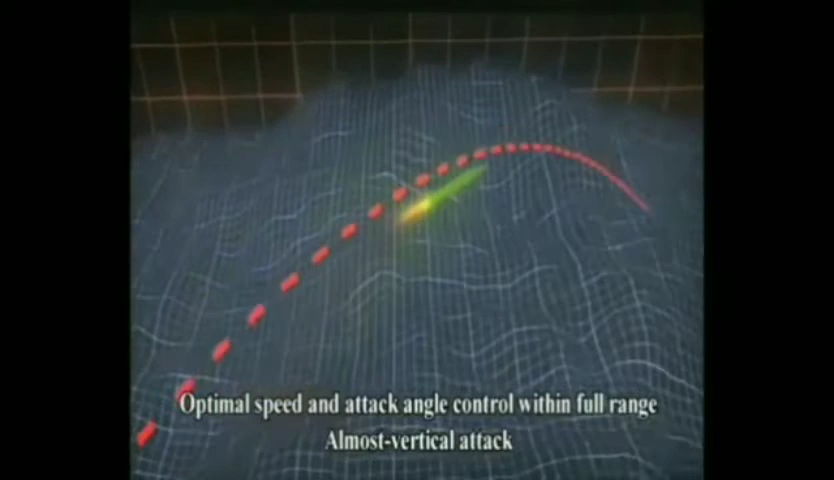 Optimal speed and attack angle control within full range
Almost-vertical attack